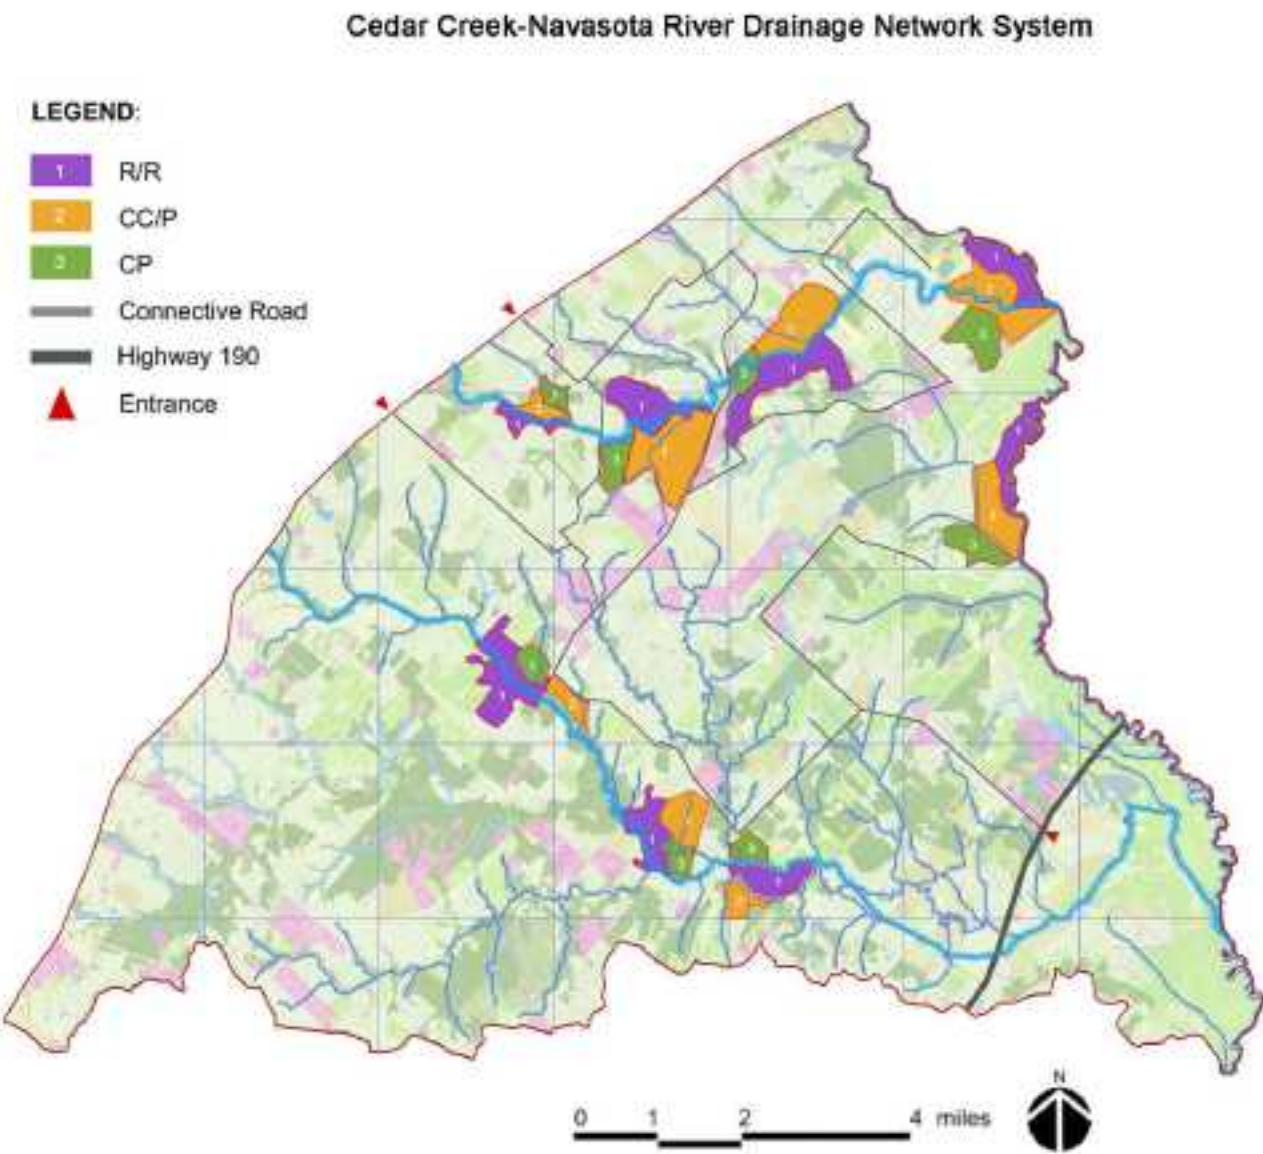 Cedar Creek-Navasota River Drainage Network System
LEGEND:
1 R/R
2 CC/P
3 CP
Connective Road
Highway 190
Entrance
N
0 1 2 4 miles